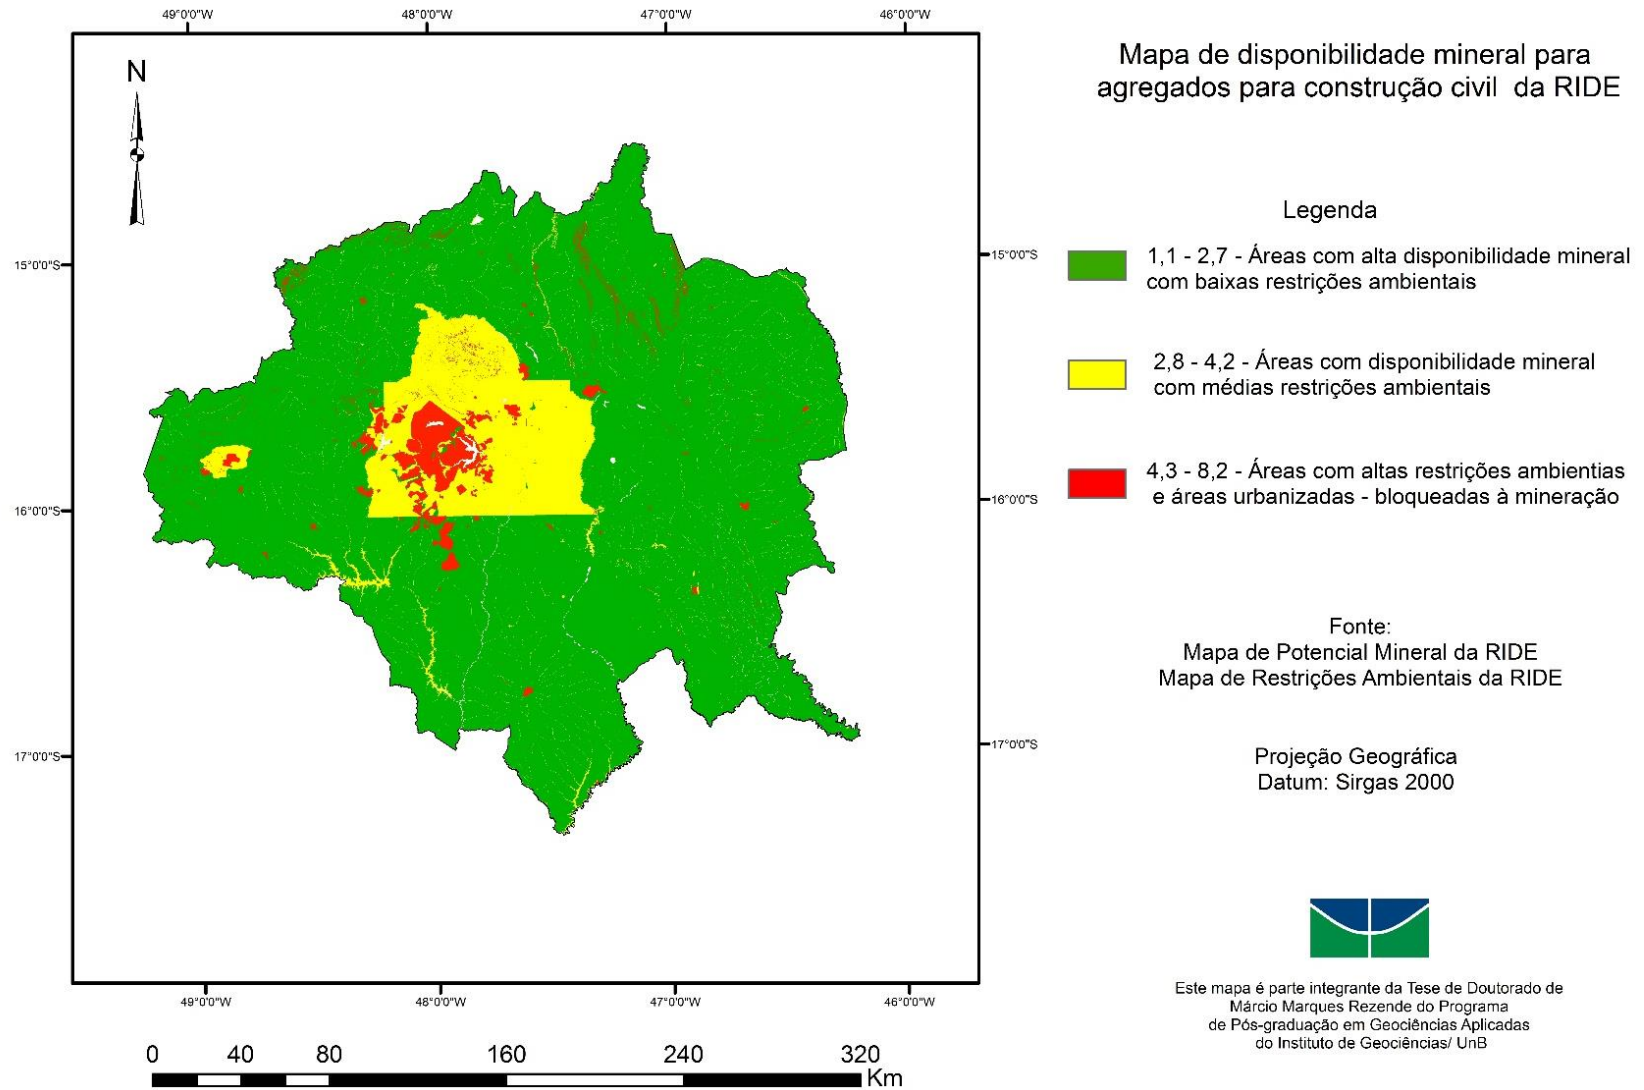 49°0'0"W 48°0'0"W 47°0'0"W 46°0'0"W
N
15°0'0"S
16°0'0"S
17°0'0"S
15°0'0"S
16°0'0"S
17°0'0"S
49°0'0"W 48°0'0"W 47°0'0"W 46°0'0"W
0 40 80 160 240 320
Km
Mapa de disponibilidade mineral para
agregados para construção civil da RIDE
Legenda
1,1 - 2,7 - Áreas com alta disponibilidade mineral
com baixas restrições ambientais
2,8 - 4,2 - Áreas com disponibilidade mineral
com médias restrições ambientais
4,3 - 8,2 - Áreas com altas restrições ambientias
e áreas urbanizadas - bloqueadas à mineração
Fonte:
Mapa de Potencial Mineral da RIDE
Mapa de Restrições Ambientais da RIDE
Projeção Geográfica
Datum: Sirgas 2000
Este mapa é parte integrante da Tese de Doutorado de
Márcio Marques Rezende do Programa
de Pós-graduação em Geociências Aplicadas
do Instituto de Geociências/ UnB